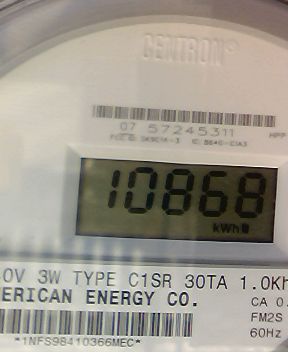 CENTRON®
07 57245311
10868
kWh
.0V 3W TYPE C1SR 30TA 1.0Kh
ERICAN ENERGY CO.
CA 0.
FM2S
60Hz
*1NFS98410366MEC*